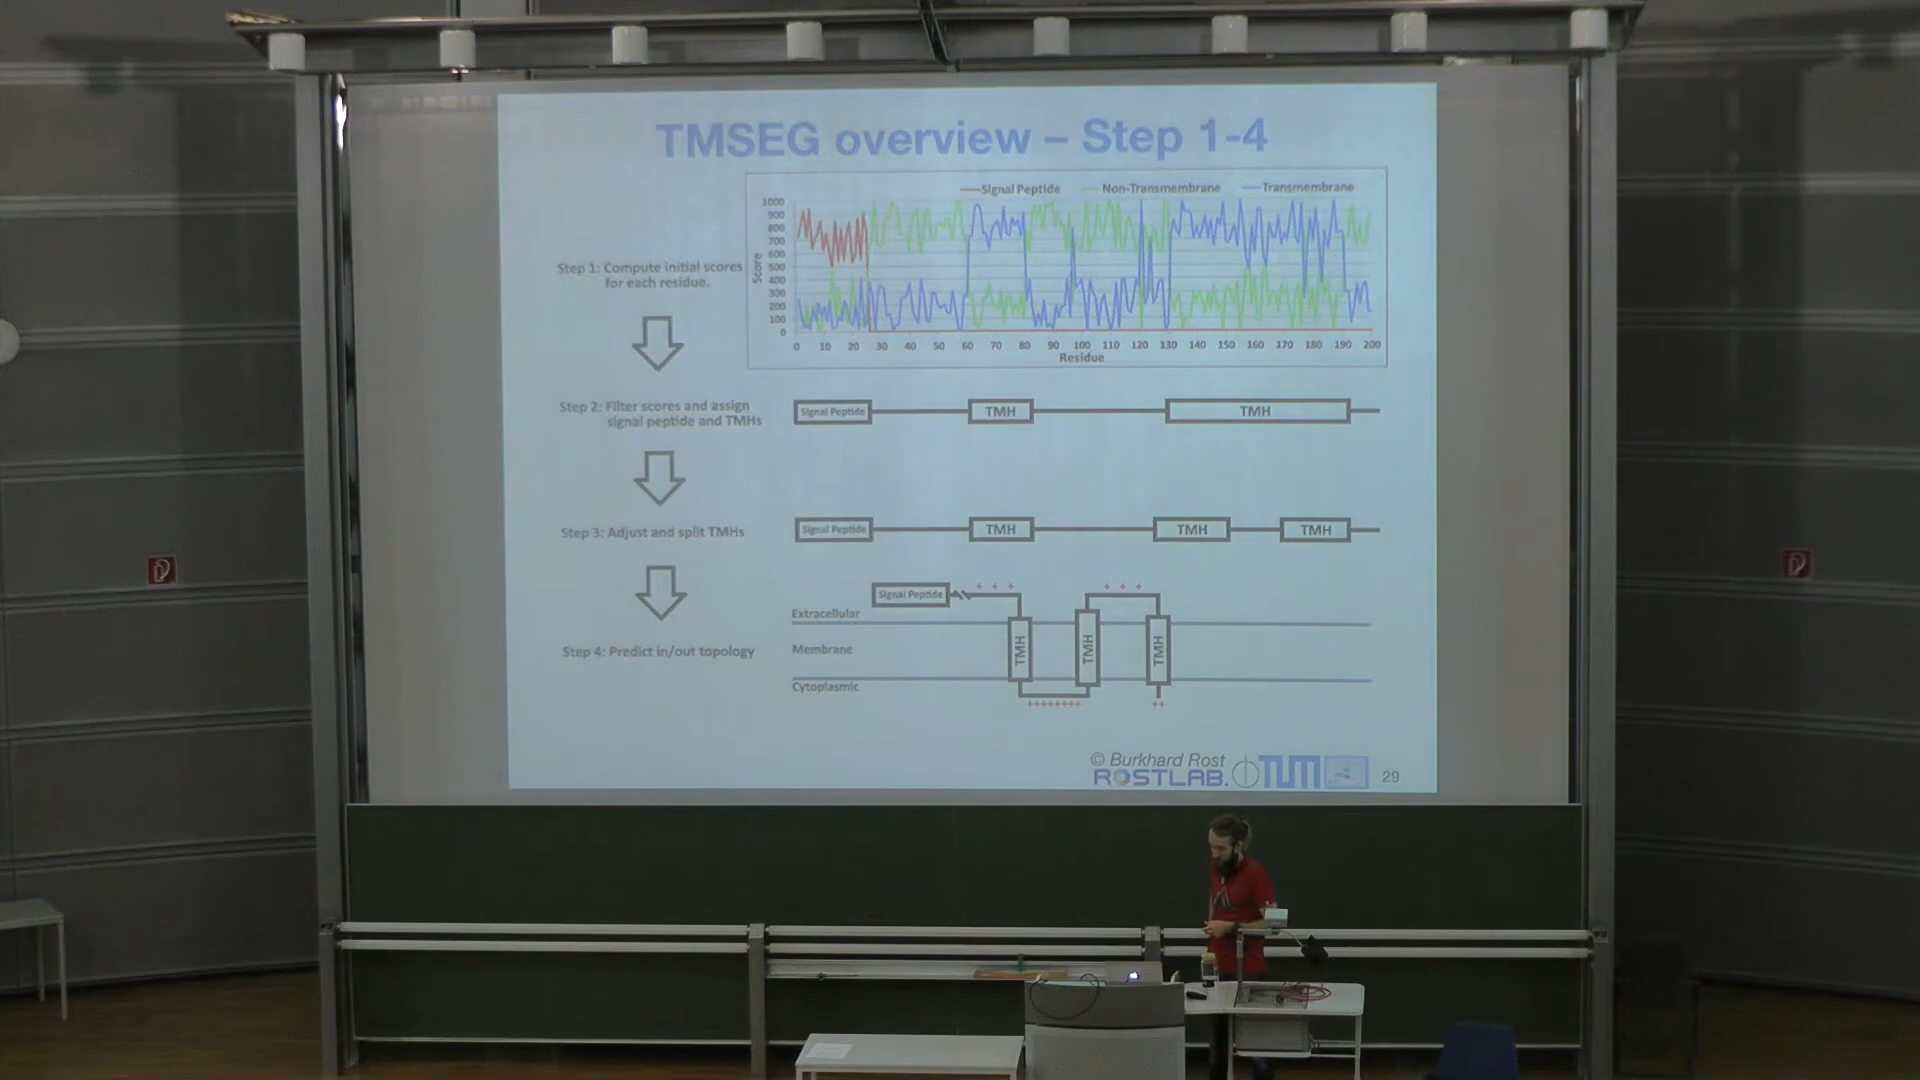 TMSEG overview – Step 1-4
Signal Peptide Non-Transmembrane Transmembrane
1000
900
800
700
600
500
400
300
200
100
0
Score
0 10 20 30 40 50 60 70 80 90 100 110 120 130 140 150 160 170 180 190 200
Residue
Step 1: Compute initial scores
for each residue.
Step 2: Filter scores and assign
signal peptide and TMHs
Signal Peptide TMH TMH
Step 3: Adjust and split TMHs
Signal Peptide TMH TMH TMH
Step 4: Predict in/out topology
Signal Peptide + + + + + +
Extracellular
Membrane
TMH TMH TMH
Cytoplasmic
++++++++ ++
© Burkhard Rost
ROSTLAB. TUM 29